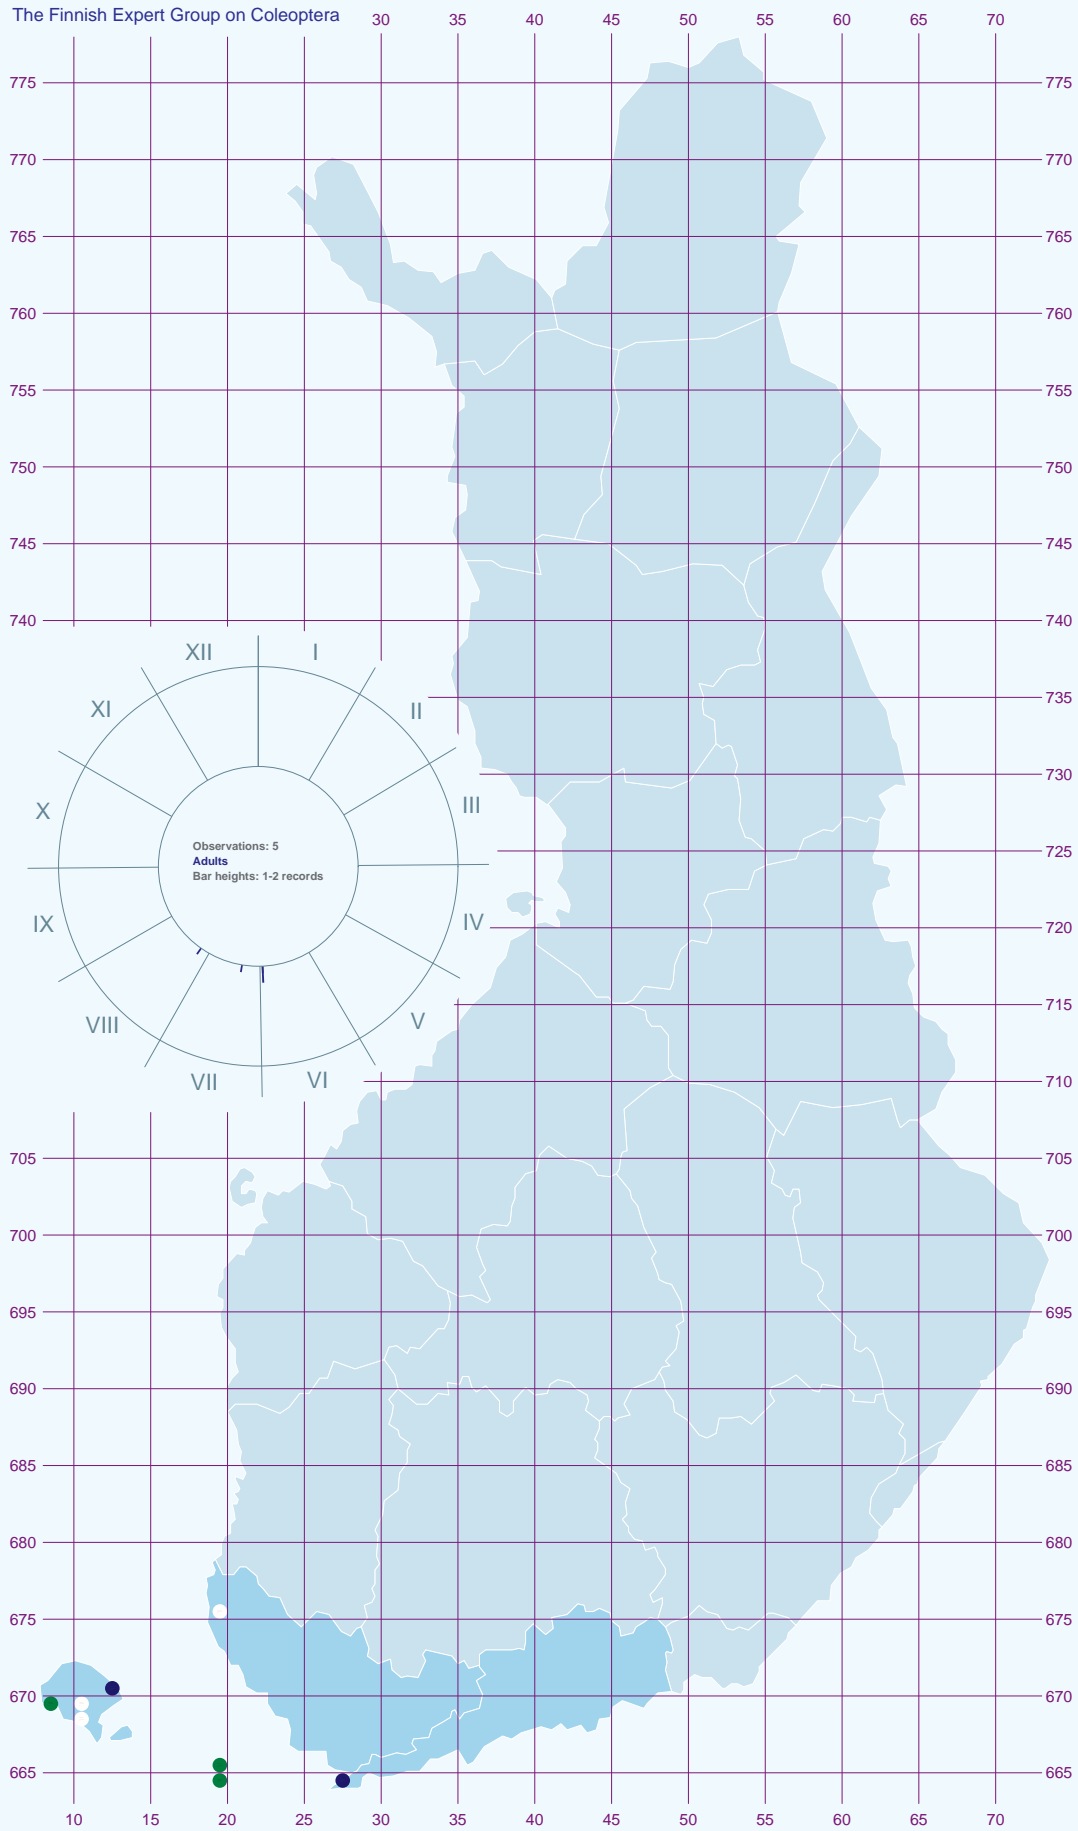 The Finnish Expert Group on Coleoptera
30 40 45 50 55 60 65 70
775 775
770 770
765 765
760 760
755 755
750 750
745 745
740 740
XII I
XI II
735
730
X III
725
IX IV
720
VIII V
715
VII VI
710
Observations: 5
Adults
Bar heights: 1-2 records
705 705
700 700
695 695
690 690
685 685
680 680
675 675
670 670
665 665
10 15 20 25 30 35 40 45 50 55 60 65 70